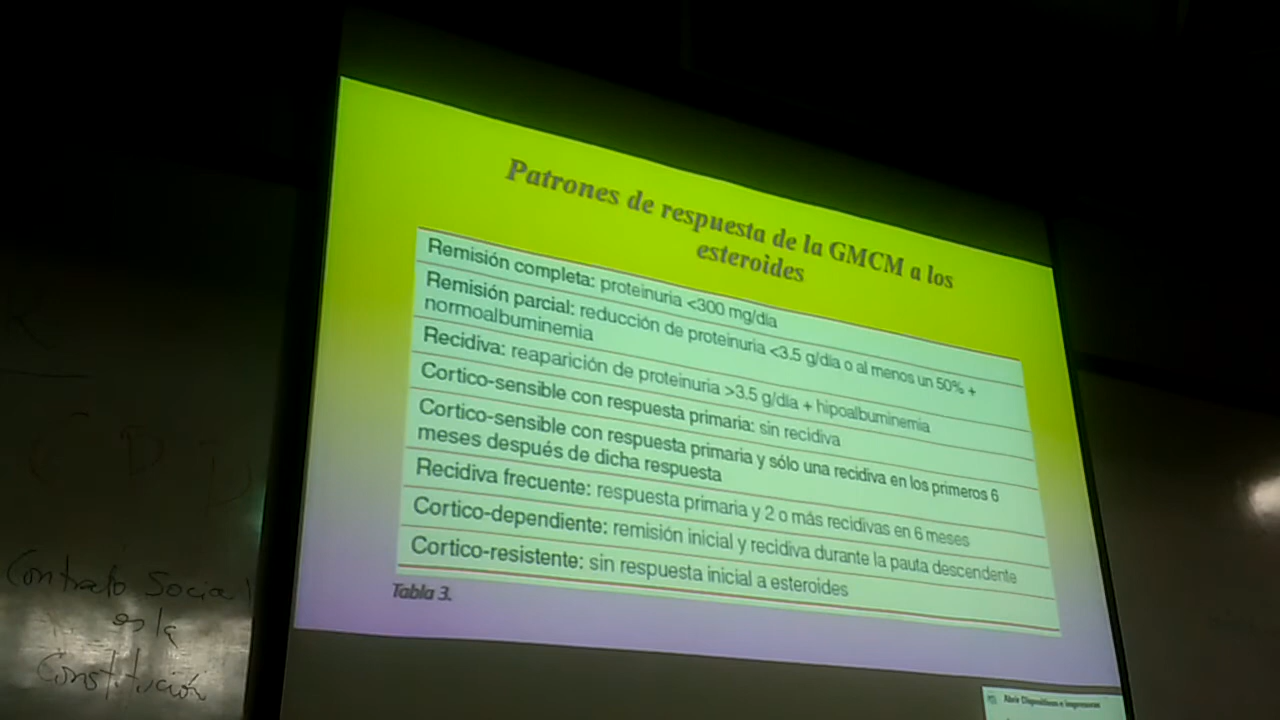 Patrones de respuesta de la GMCM a los
esteroides
Remisión completa: proteinuria <300 mg/día
Remisión parcial: reducción de proteinuria <3.5 g/día o al menos un 50% +
normoalbuminemia
Recidiva: reaparición de proteinuria >3.5 g/día + hipoalbuminemia
Cortico-sensible con respuesta primaria: sin recidiva
Cortico-sensible con respuesta primaria y sólo una recidiva en los primeros 6
meses después de dicha respuesta
Recidiva frecuente: respuesta primaria y 2 o más recidivas en 6 meses
Cortico-dependiente: remisión inicial y recidiva durante la pauta descendente
Cortico-resistente: sin respuesta inicial a esteroides
Tabla 3.
Contrato Social
es la
Constitución
Abrir Dispositivos e impresoras